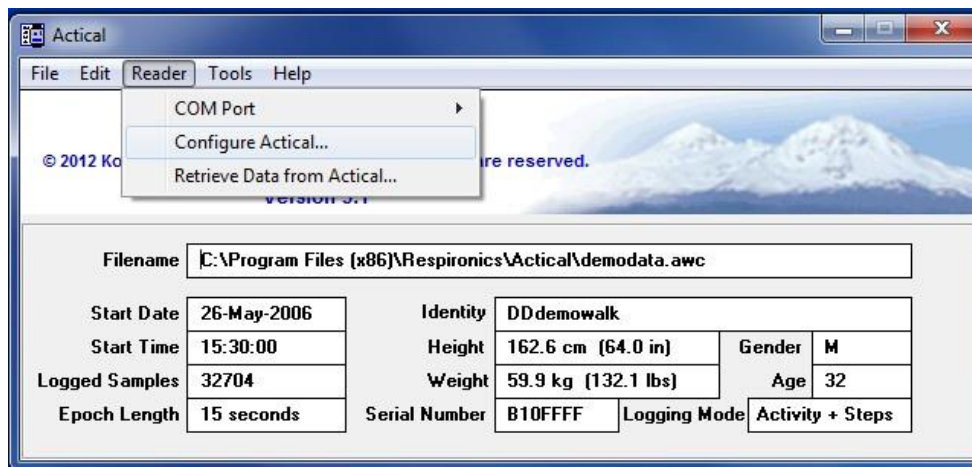 Actical
File Edit Reader Tools Help
COM Port
Configure Actical...
Retrieve Data from Actical...
© 2012 Ko
re reserved.
Filename C:\Program Files (x86)\Respironics\Actical\demodata.awc
Start Date 26-May-2006 Identity DDdemowalk
Start Time 15:30:00 Height 162.6 cm (64.0 in) Gender M
Logged Samples 32704 Weight 59.9 kg (132.1 lbs) Age 32
Epoch Length 15 seconds Serial Number B10FFFF Logging Mode Activity + Steps